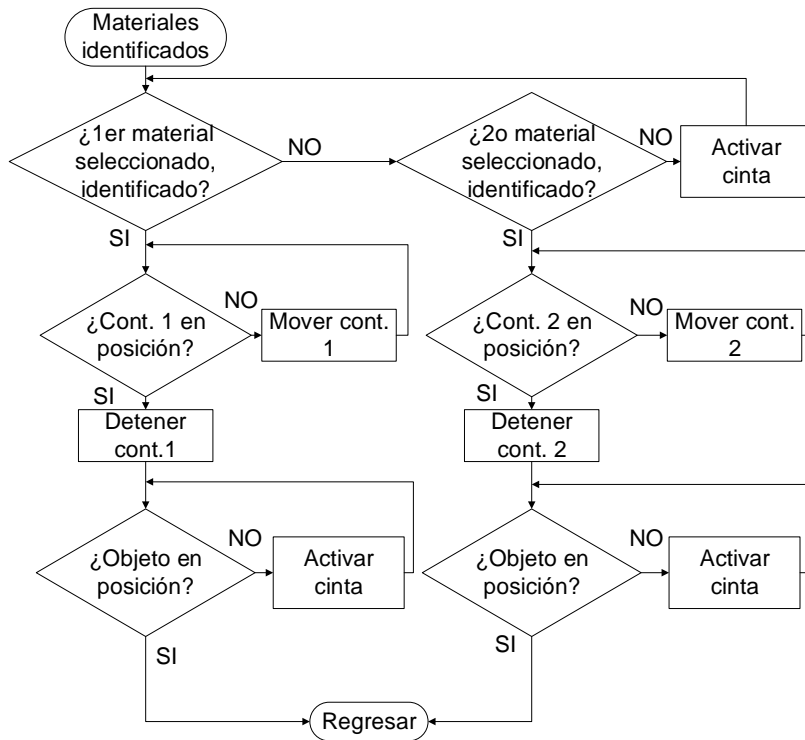 Materiales
identificados
¿1er material
seleccionado,
identificado?
NO
¿2o material
seleccionado,
identificado?
NO
Activar
cinta
SI
SI
¿Cont. 1 en
posición?
NO
Mover cont.
1
¿Cont. 2 en
posición?
NO
Mover cont.
2
SI
SI
Detener
cont.1
Detener
cont. 2
¿Objeto en
posición?
NO
Activar
cinta
¿Objeto en
posición?
NO
Activar
cinta
SI
SI
Regresar